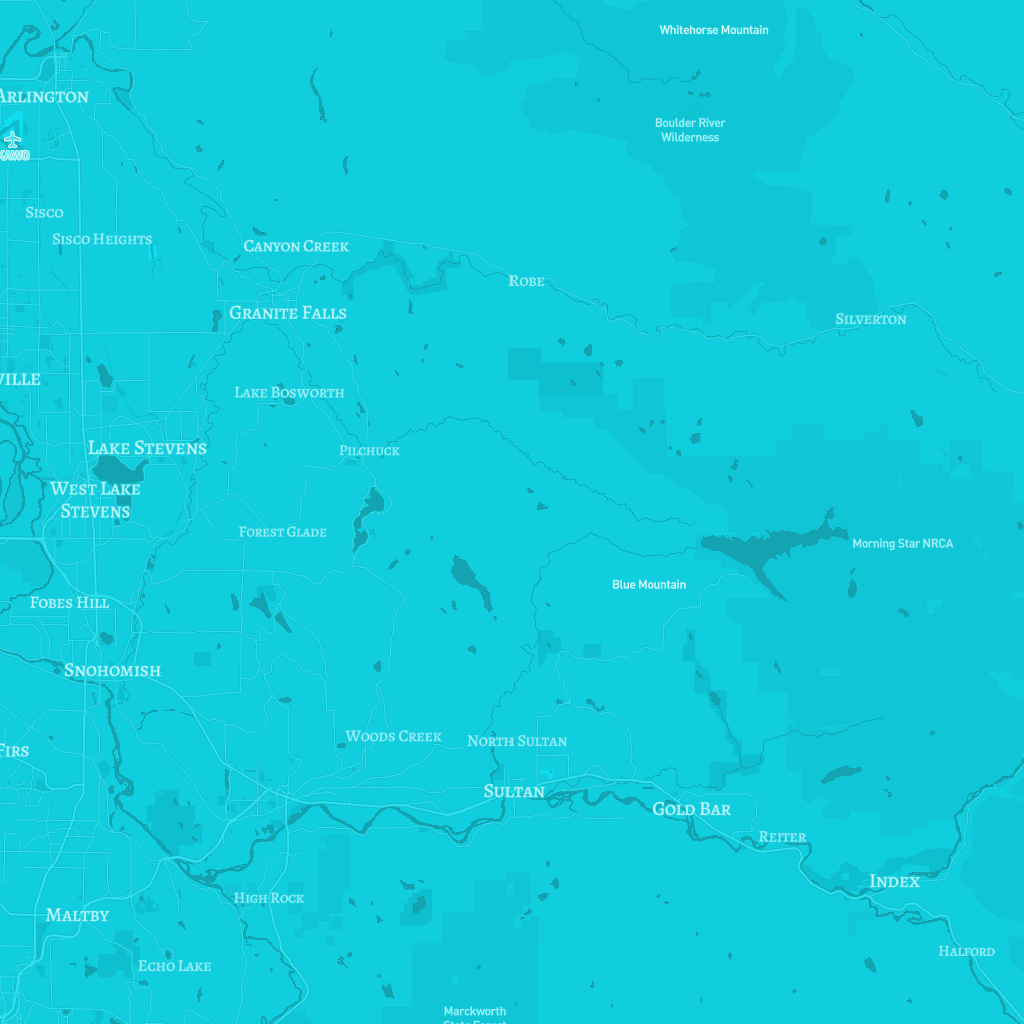 Whitehorse Mountain
Arlington
Boulder River
Wilderness
KAWO
Sisco
Sisco Heights
Canyon Creek
Robe
Granite Falls
Silverton
VILLE
Lake Bosworth
Lake Stevens
Pilchuck
West Lake
Stevens
Forest Glade
Morning Star NRCA
Blue Mountain
Fobes Hill
Snohomish
Woods Creek
North Sultan
Firs
Sultan
Gold Bar
Reiter
Index
High Rock
Maltby
Halford
Echo Lake
Marckworth
State Forest